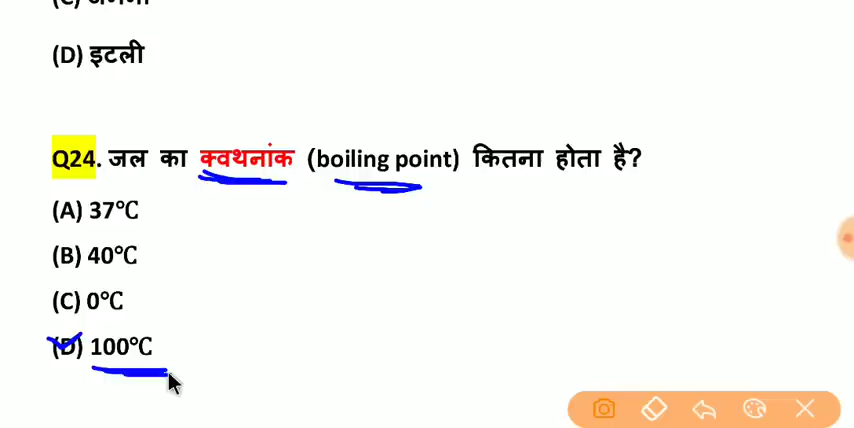 (D) इटली
Q24. जल का क्वथनांक (boiling point) कितना होता है?
(A) 37°C
(B) 40°C
(C) 0°C
(D) 100°C